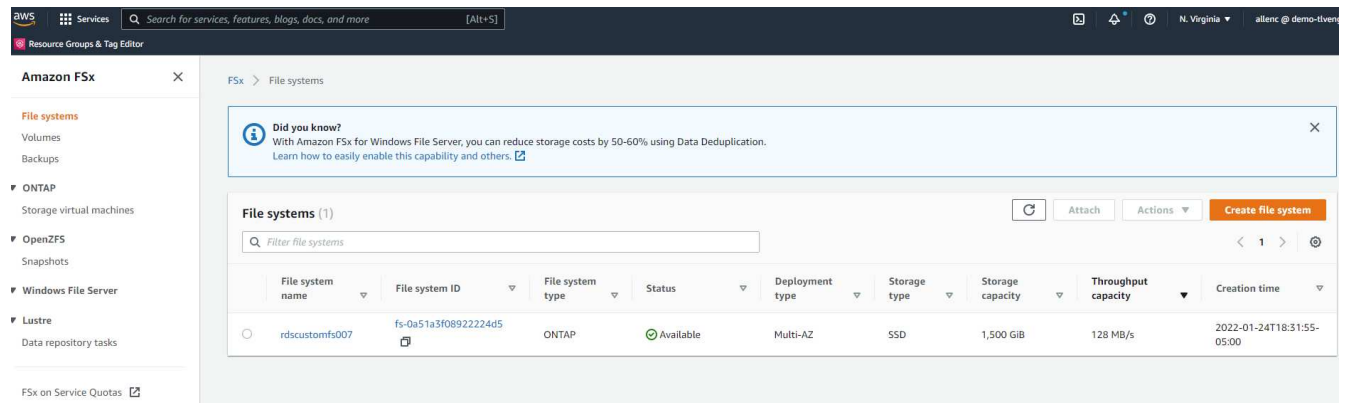 aws Services Search for services, features, blogs, docs, and more [Alt+S] N. Virginia ▼ allenc @ demo-tlveng
Resource Groups & Tag Editor
Amazon FSx
File systems
Volumes
Backups
ONTAP
Storage virtual machines
OpenZFS
Snapshots
Windows File Server
Lustre
Data repository tasks
FSx on Service Quotas
FSx > File systems
Did you know?
With Amazon FSx for Windows File Server, you can reduce storage costs by 50-60% using Data Deduplication.
Learn how to easily enable this capability and others.
File systems (1) Attach Actions ▼ Create file system
Filter file systems < 1 >
File system name File system ID File system type Status Deployment type Storage type Storage capacity Throughput capacity Creation time
rdscustomfs007 fs-0a51a3f08922224d5 ONTAP Available Multi-AZ SSD 1,500 GiB 128 MB/s 2022-01-24T18:31:55-
05:00